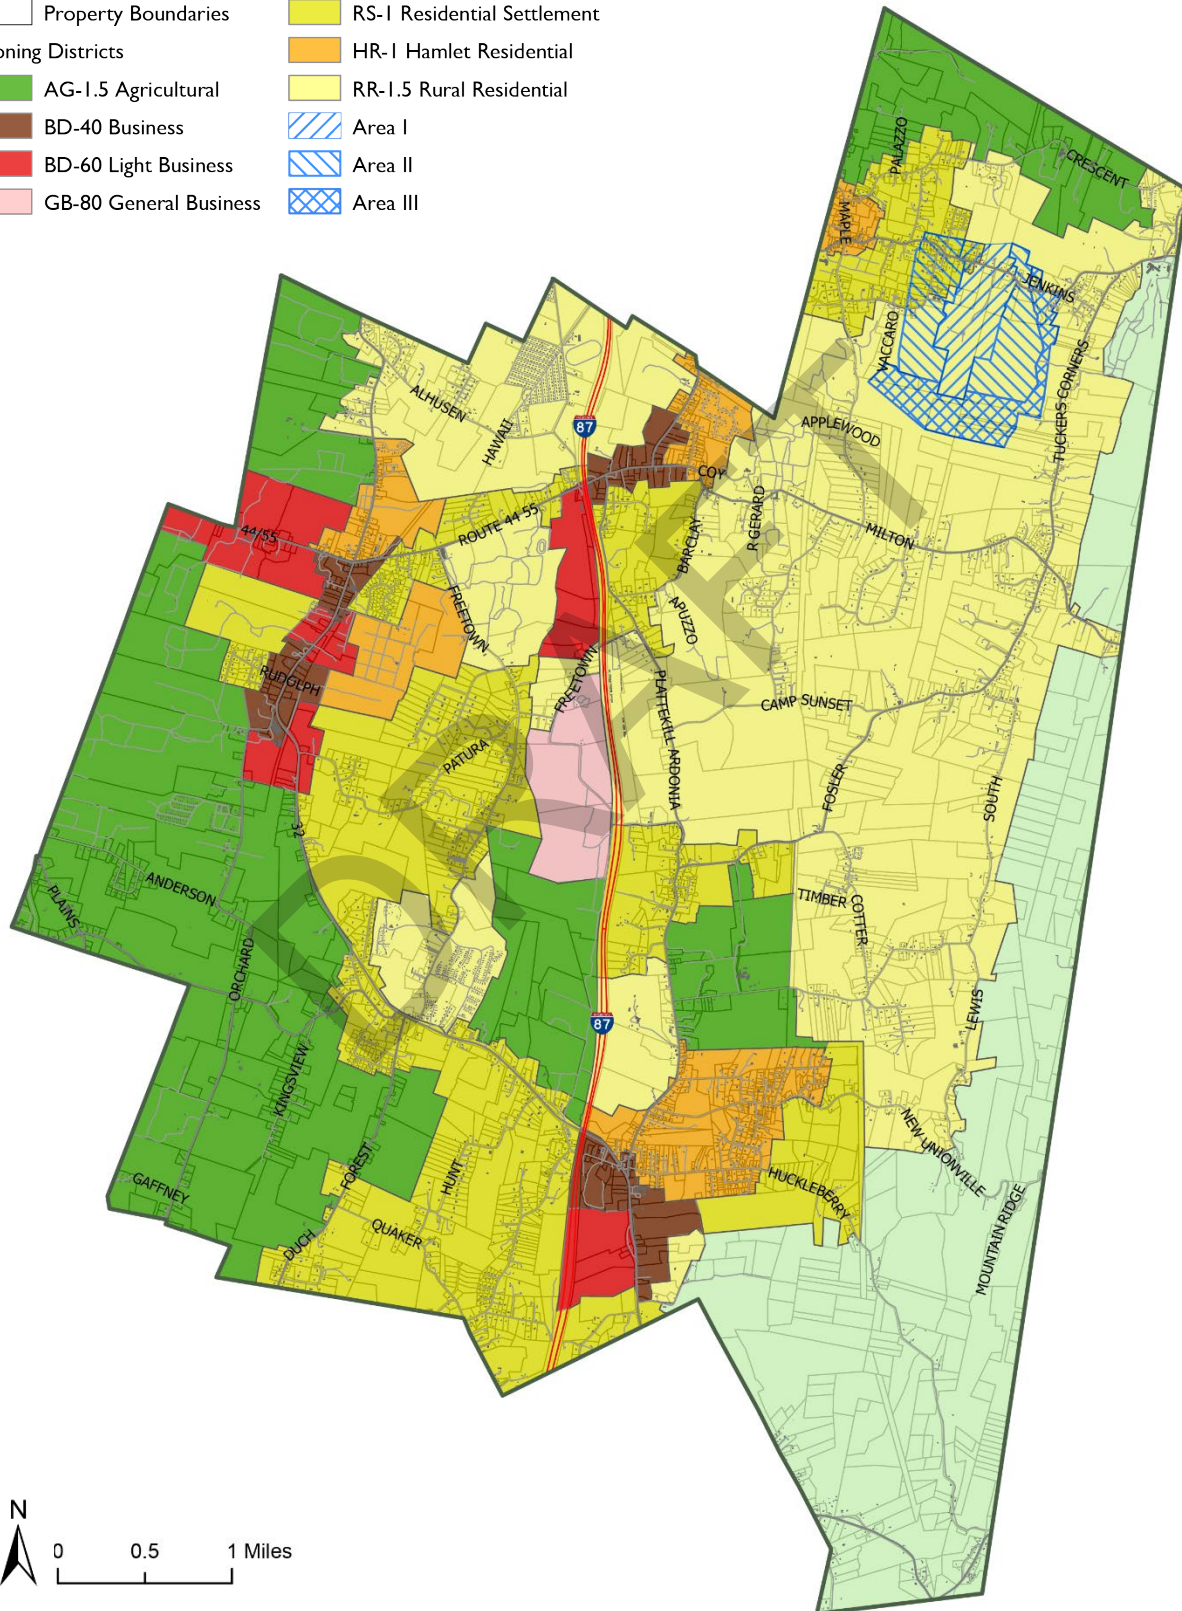 Property Boundaries
oning Districts
AG-1.5 Agricultural
BD-40 Business
BD-60 Light Business
GB-80 General Business
RS-1 Residential Settlement
HR-1 Hamlet Residential
RR-1.5 Rural Residential
Area I
Area II
Area III
PALAZZO
CRESCENT
MAPLE
JENKINS
VACCARO
TUCKERS CORNERS
ALHUSEN
HAWAII
87
APPLEWOOD
COY
R GERARD
MILTON
44/55
ROUTE 44 55
BARCLAY
FREETOWN
APUZZO
RUDOLPH
FREETOWN
PLATTEKILL ARDONIA
CAMP SUNSET
PATURA
FOSLER
SOUTH
32
ANDERSON
PLAINS
TIMBER
COTTER
ORCHARD
LEWIS
87
KINGSVIEW
NEW UNIONVILLE
FOREST
HUNT
HUCKLEBERRY
GAFFNEY
QUAKER
DUCH
MOUNTAIN RIDGE
DRAFT
N
0 0.5 1 Miles